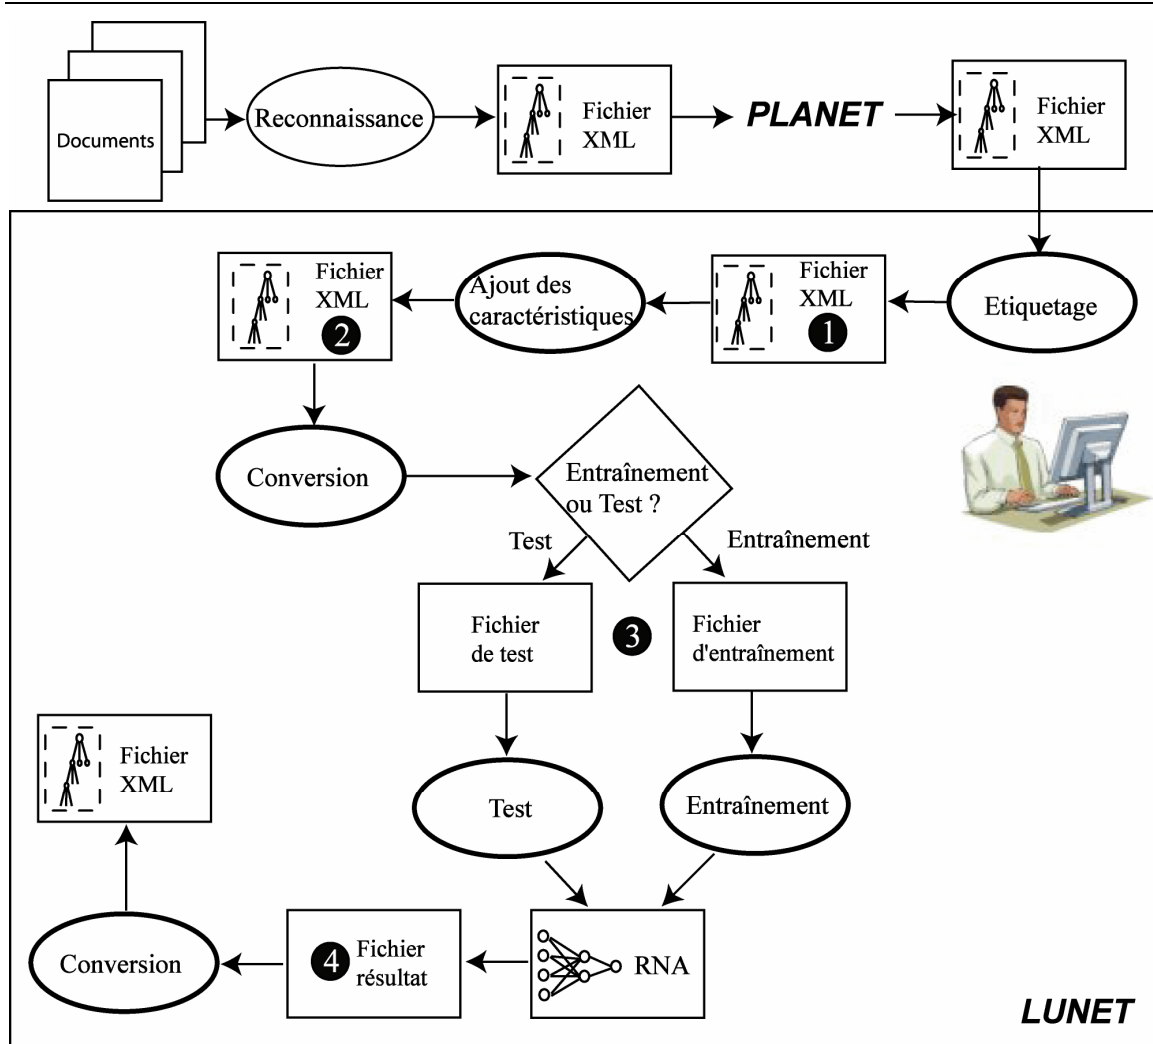 Documents
Reconnaissance
Fichier
XML
PLANET
Fichier
XML
Etiquetage
Fichier
XML
1
Ajout des
caractéristiques
Fichier
XML
2
Conversion
Entraînement
ou Test ?
Test
Entraînement
Fichier
de test
3
Fichier
d'entraînement
Test
Entraînement
RNA
4
Fichier
résultat
Conversion
Fichier
XML
LUNET